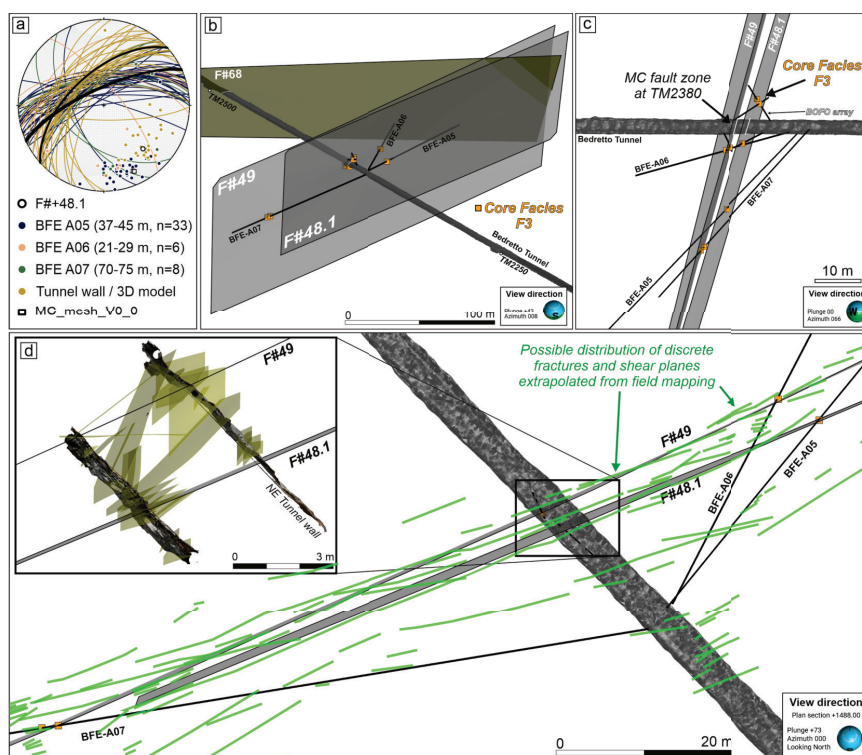 a
F#+48.1
BFE A05 (37-45 m, n=33)
BFE A06 (21-29 m, n=6)
BFE A07 (70-75 m, n=8)
Tunnel wall / 3D model
MC_mesh_V0_0
b
F#68
TM2500
BFE-A06
BFE-A05
F#49
F#48.1
BFE-A07
Core Facies
F3
Bedretto Tunnel
TM2250
0
100 m
View direction
Plunge +43
Azimuth 008
S
c
F#49
F#48.1
Core Facies
F3
MC fault zone
at TM2380
BOFO array
Bedretto Tunnel
BFE-A06
BFE-A07
BFE-A05
10 m
View direction
Plunge 00
Azimuth 066
W
d
F#49
F#48.1
NE Tunnel wall
0
3 m
Possible distribution of discrete
fractures and shear planes
extrapolated from field mapping
F#49
F#48.1
BFE-A06
BFE-A05
BFE-A07
0
20 m
View direction
Plan section +1488.00
Plunge +73
Azimuth 000
Looking North